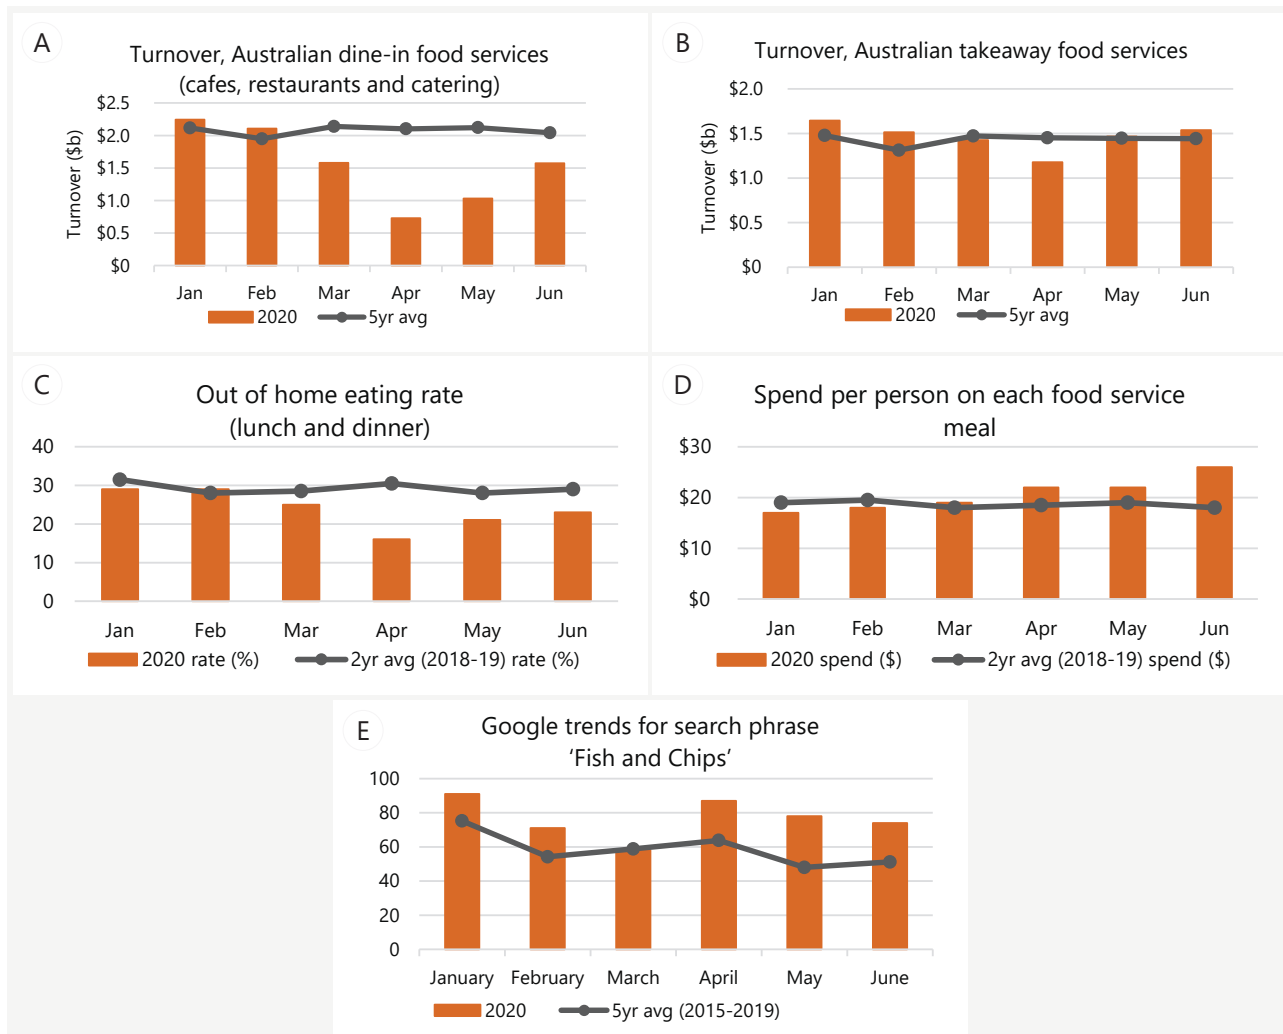 A
Turnover, Australian dine-in food services
(cafes, restaurants and catering)
Turnover ($b)
$2.5
$2.0
$1.5
$1.0
$0.5
$0
Jan Feb Mar Apr May Jun
2020 5yr avg
B
Turnover, Australian takeaway food services
Turnover ($b)
$2.0
$1.5
$1.0
$0.5
$0
Jan Feb Mar Apr May Jun
2020 5yr avg
C
Out of home eating rate
(lunch and dinner)
40
30
20
10
0
Jan Feb Mar Apr May Jun
2020 rate (%) 2yr avg (2018-19) rate (%)
D
Spend per person on each food service
meal
$30
$20
$10
$0
Jan Feb Mar Apr May Jun
2020 spend ($) 2yr avg (2018-19) spend ($)
E
Google trends for search phrase
‘Fish and Chips’
100
80
60
40
20
0
January February March April May June
2020 5yr avg (2015-2019)